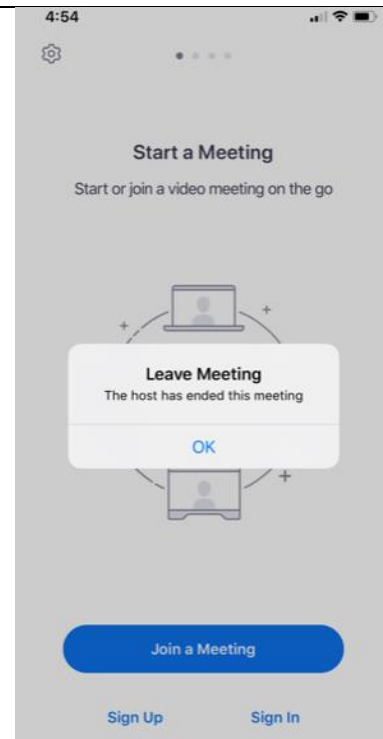 4:54
Start a Meeting
Start or join a video meeting on the go
Leave Meeting
The host has ended this meeting
OK
Join a Meeting
Sign Up Sign In